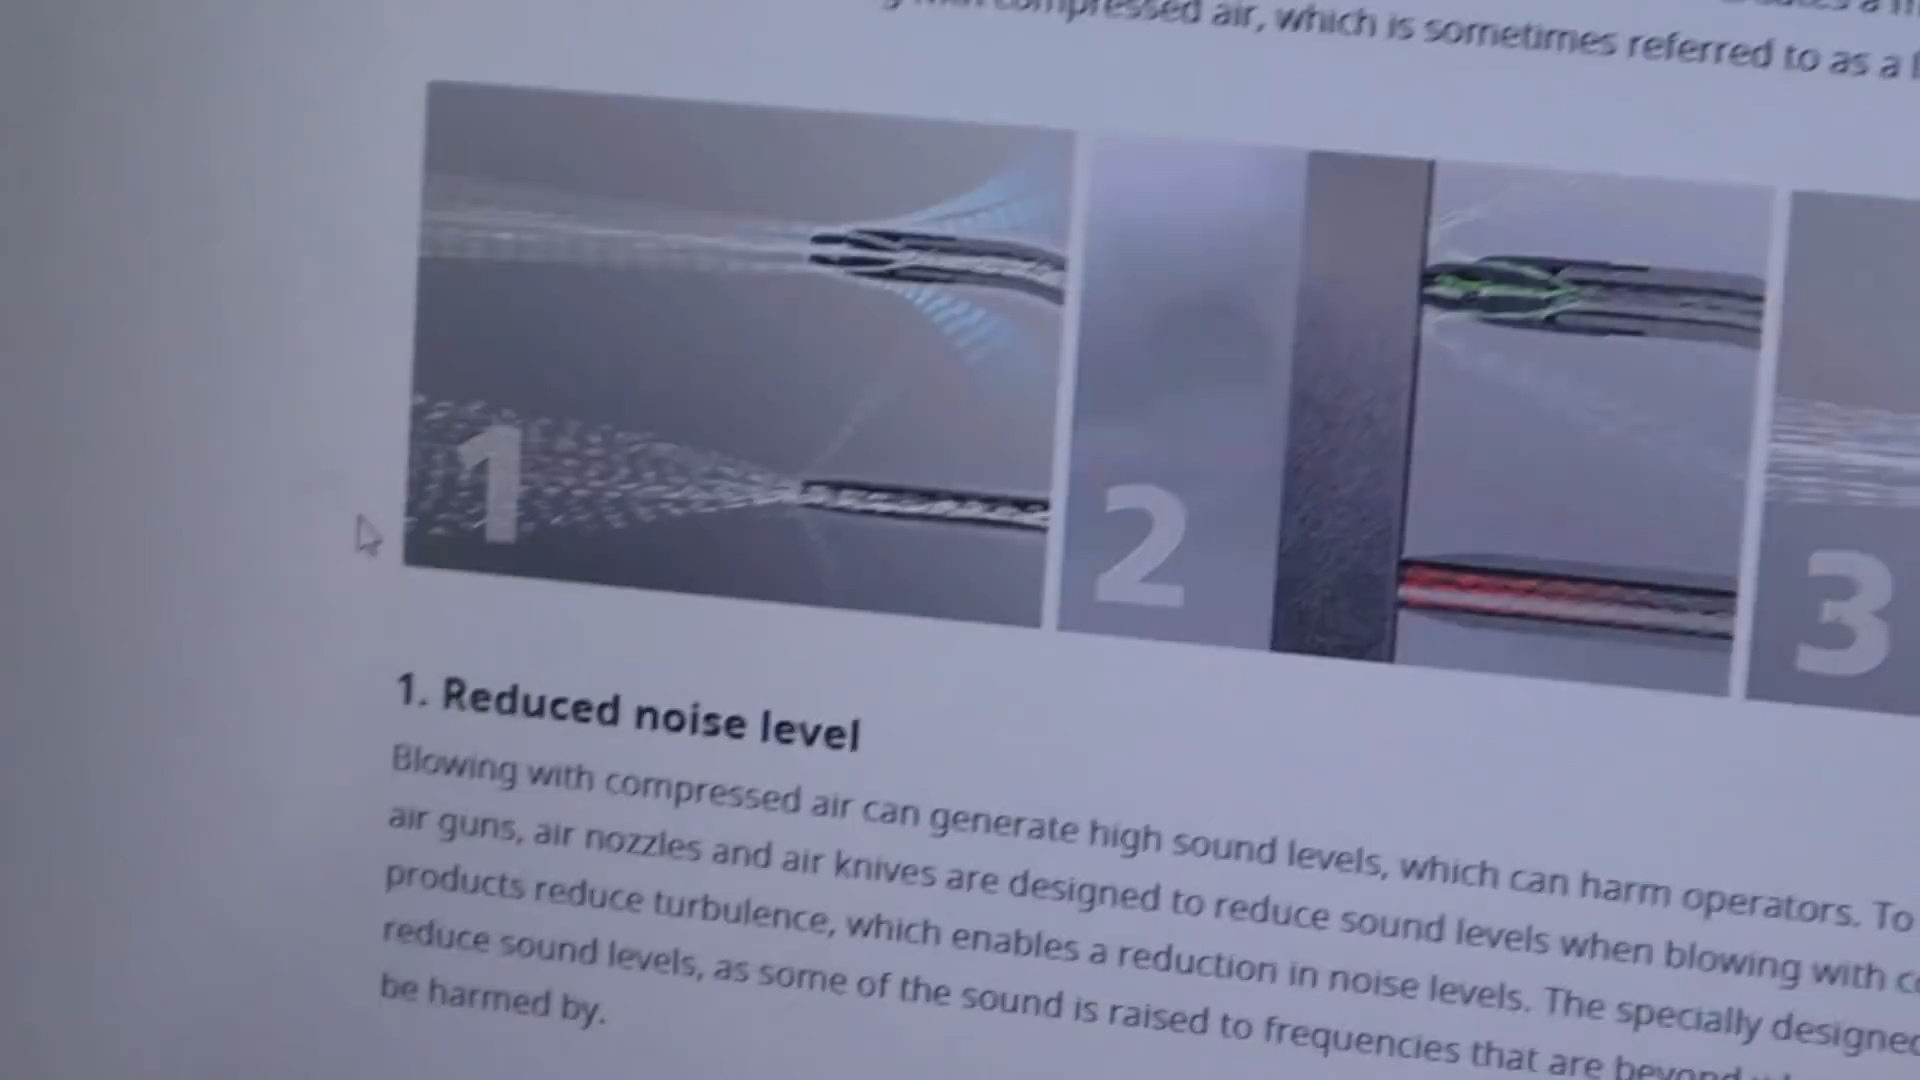 compressed air, which is sometimes referred to as a
1
2
3
1. Reduced noise level
Blowing with compressed air can generate high sound levels, which can harm operators. To
air guns, air nozzles and air knives are designed to reduce sound levels when blowing with
products reduce turbulence, which enables a reduction in noise levels. The specially designed
reduce sound levels, as some of the sound is raised to frequencies that are beyond
be harmed by.